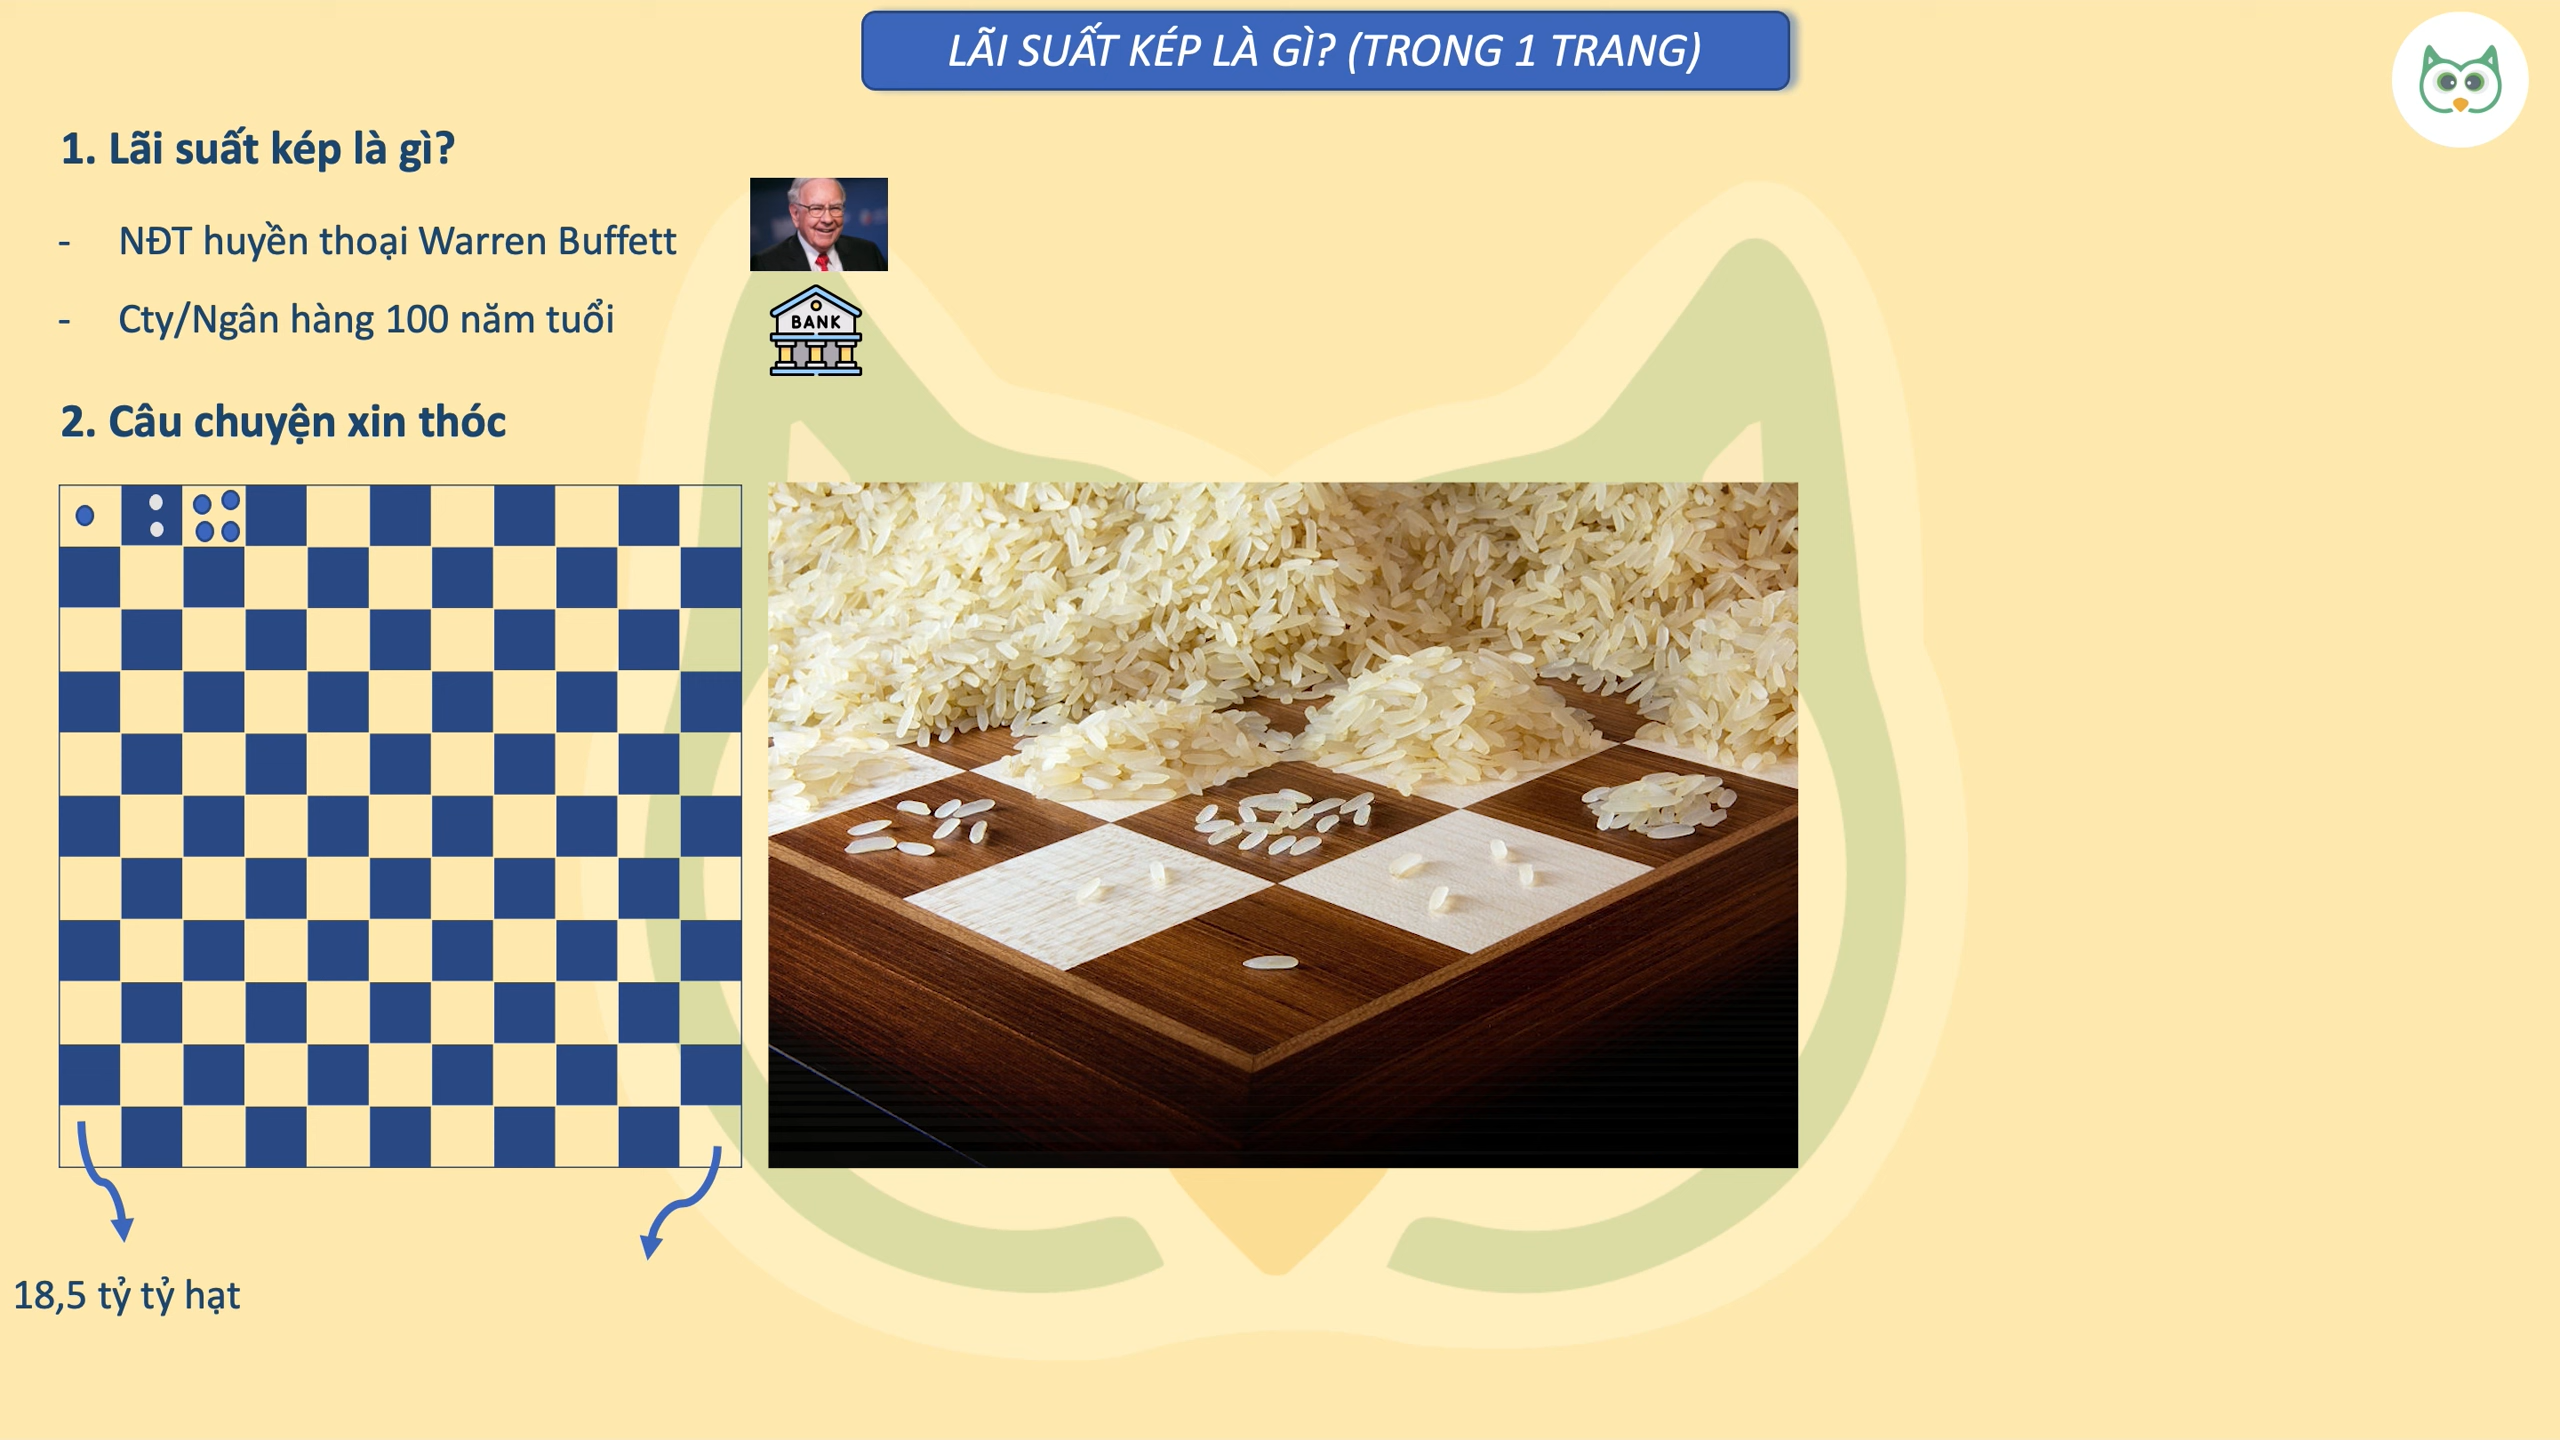 LÃI SUẤT KÉP LÀ GÌ? (TRONG 1 TRANG)
1. Lãi suất kép là gì?
- NĐT huyền thoại Warren Buffett
- Cty/Ngân hàng 100 năm tuổi
BANK
2. Câu chuyện xin thóc
18,5 tỷ tỷ hạt